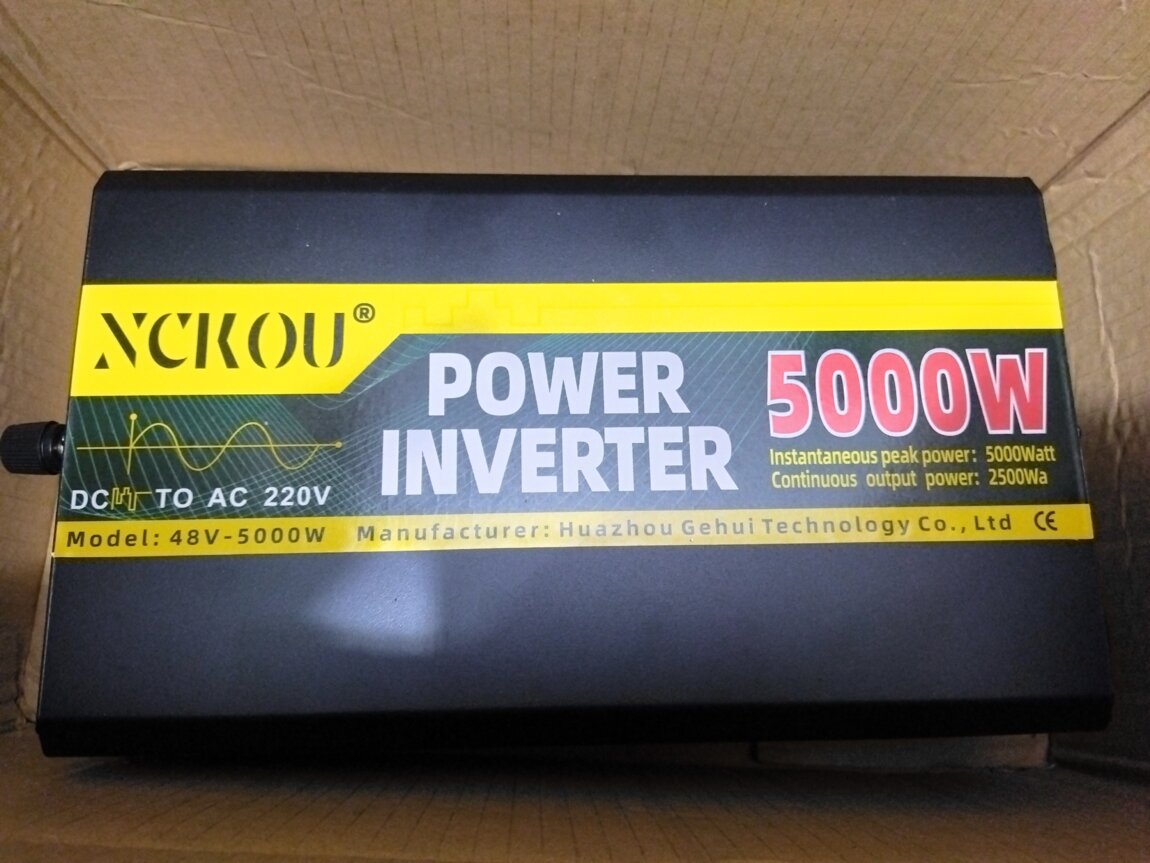 NCKOU®
POWER
INVERTER
5000W
Instantaneous peak power: 5000Watt
Continuous output power: 2500Wa
DC TO AC 220V
Model: 48V-5000W Manufacturer: Huazhou Gehui Technology Co., Ltd CE